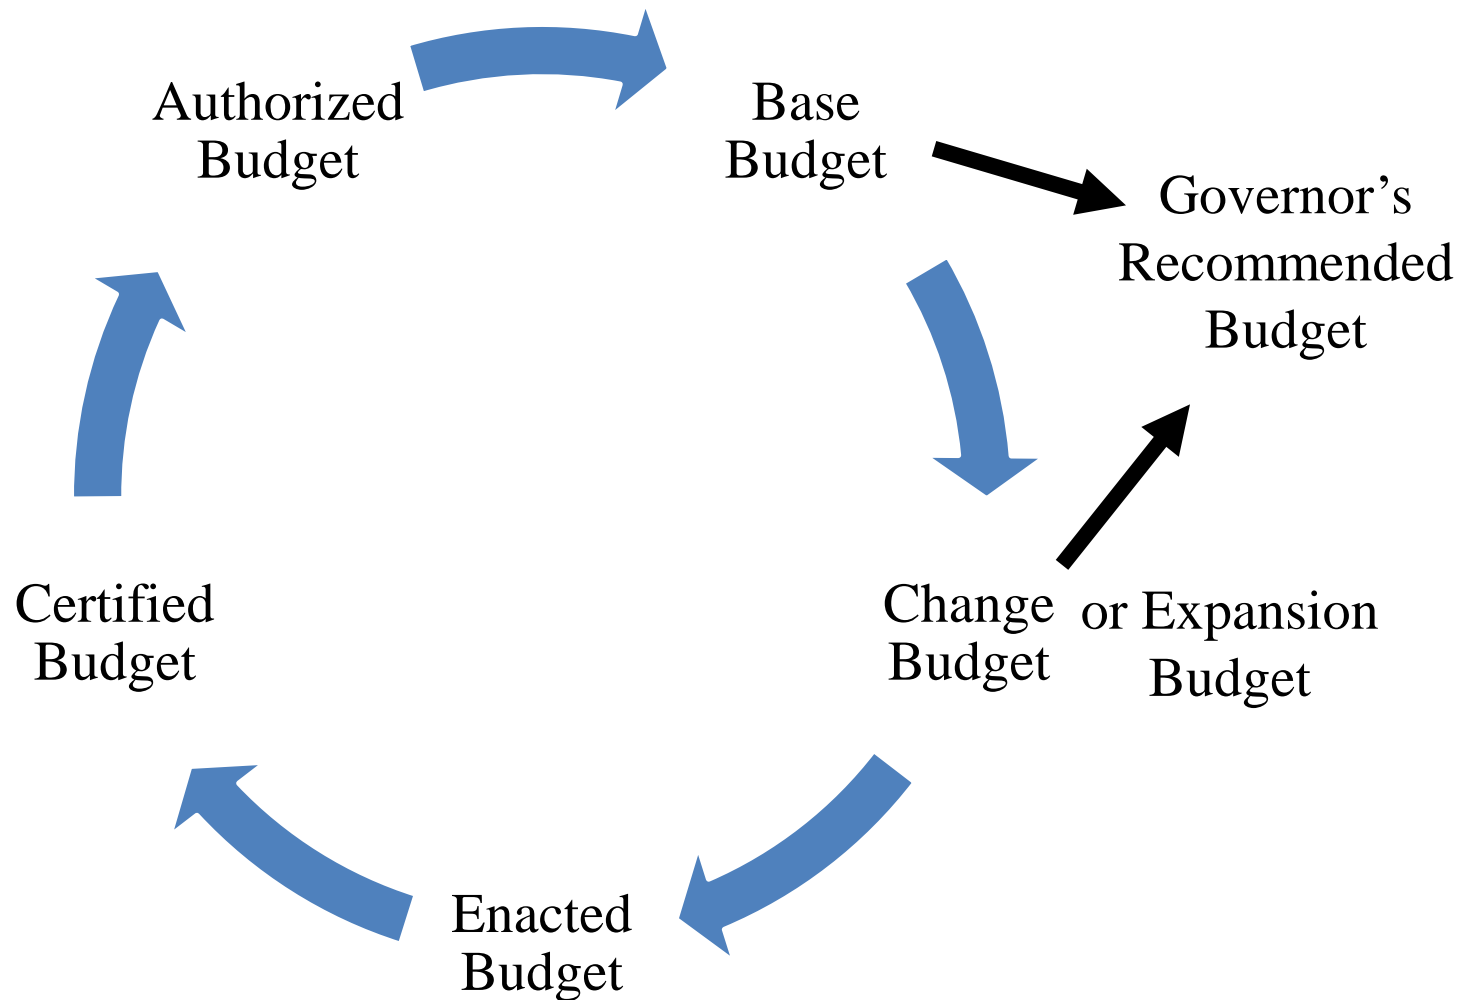 Authorized
Budget
Base
Budget
Governor’s
Recommended
Budget
Change or Expansion
Budget Budget
Enacted
Budget
Certified
Budget